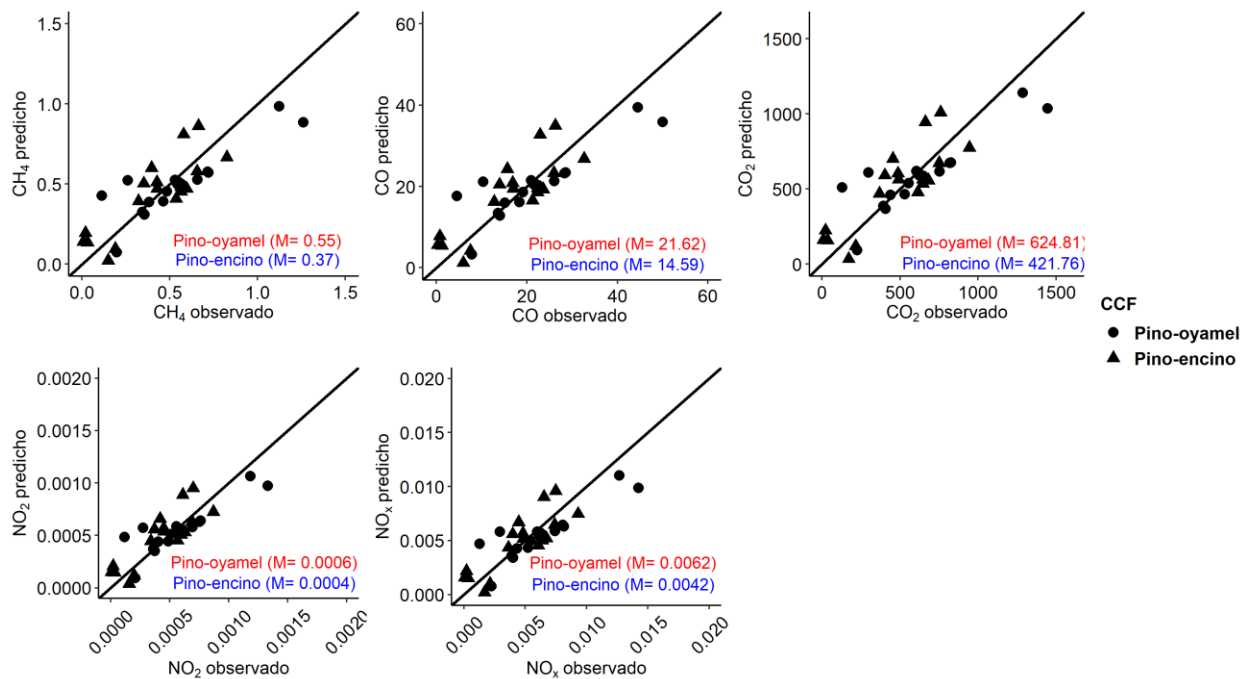 1.5
1.0
0.5
0.0
CH₄ predicho
Pino-oyamel (M= 0.55)
Pino-encino (M= 0.37)
0.0 0.5 1.0 1.5
CH₄ observado
60
40
20
0
CO predicho
Pino-oyamel (M= 21.62)
Pino-encino (M= 14.59)
0 20 40 60
CO observado
1500
1000
500
0
CO₂ predicho
Pino-oyamel (M= 624.81)
Pino-encino (M= 421.76)
0 500 1000 1500
CO₂ observado
CCF
Pino-oyamel
Pino-encino
0.0020
0.0015
0.0010
0.0005
0.0000
NO₂ predicho
Pino-oyamel (M= 0.0006)
Pino-encino (M= 0.0004)
0.0000 0.0005 0.0010 0.0015 0.0020
NO₂ observado
0.020
0.015
0.010
0.005
0.000
NOₓ predicho
Pino-oyamel (M= 0.0062)
Pino-encino (M= 0.0042)
0.000 0.005 0.010 0.015 0.020
NOₓ observado